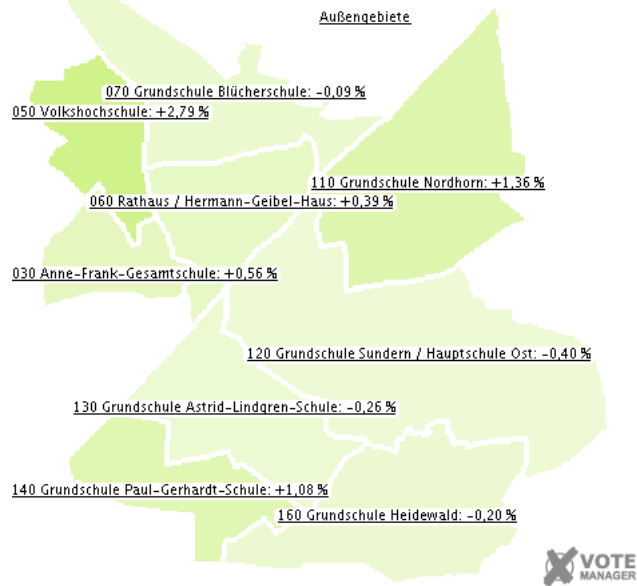 Außengebiete
070 Grundschule Blücherschule: -0,09 %
050 Volkshochschule: +2,79 %
110 Grundschule Nordhorn: +1,36 %
060 Rathaus / Hermann-Geibel-Haus: +0,39 %
030 Anne-Frank-Gesamtschule: +0,56 %
120 Grundschule Sundern / Hauptschule Ost: -0,40 %
130 Grundschule Astrid-Lindgren-Schule: -0,26 %
140 Grundschule Paul-Gerhardt-Schule: +1,08 %
160 Grundschule Heidewald: -0,20 %
VOTE
MANAGER